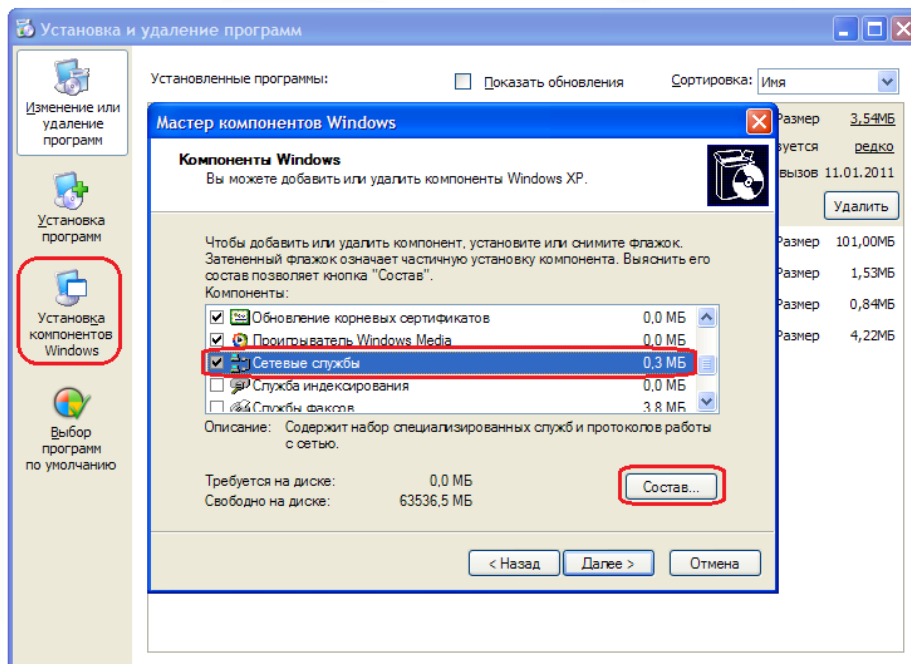 Установка и удаление программ
Изменение или
удаление
программ
Установка
программ
Установка
компонентов
Windows
Выбор
программ
по умолчанию
Установленные программы:
Показать обновления
Сортировка: Имя
Размер 3,54МБ
зуется редко
вызов 11.01.2011
Удалить
Размер 101,00МБ
Размер 1,53МБ
Размер 0,84МБ
Размер 4,22МБ
Мастер компонентов Windows
Компоненты Windows
Вы можете добавить или удалить компоненты Windows XP.
Чтобы добавить или удалить компонент, установите или снимите флажок.
Затененный флажок означает частичную установку компонента. Выяснить его
состав позволяет кнопка "Состав".
Компоненты:
Обновление корневых сертификатов 0,0 МБ
Проигрыватель Windows Media 0,0 МБ
Сетевые службы 0,3 МБ
Служба индексирования 0,0 МБ
Службы факсов 3,8 МБ
Описание: Содержит набор специализированных служб и протоколов работы
с сетью.
Требуется на диске: 0,0 МБ
Свободно на диске: 63536,5 МБ
Состав...
< Назад
Далее >
Отмена